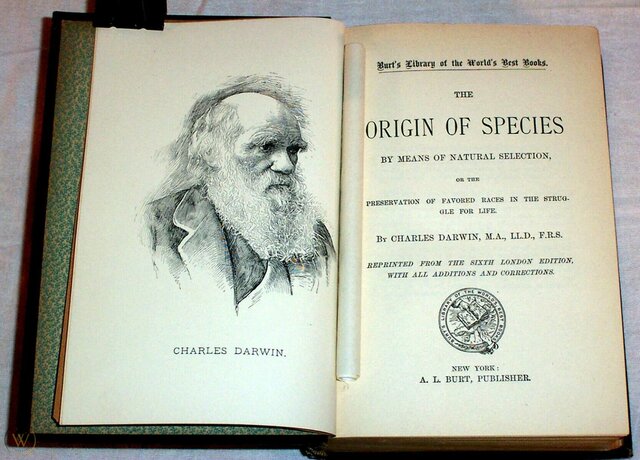 CHARLES DARWIN.
Burt's Library of the World's Best Books.
THE
ORIGIN OF SPECIES
BY MEANS OF NATURAL SELECTION,
OR THE
PRESERVATION OF FAVORED RACES IN THE STRUG-
GLE FOR LIFE.
BY CHARLES DARWIN, M.A., LL.D., F.R.S.
REPRINTED FROM THE SIXTH LONDON EDITION,
WITH ALL ADDITIONS AND CORRECTIONS.
NEW YORK:
A. L. BURT, PUBLISHER.
W